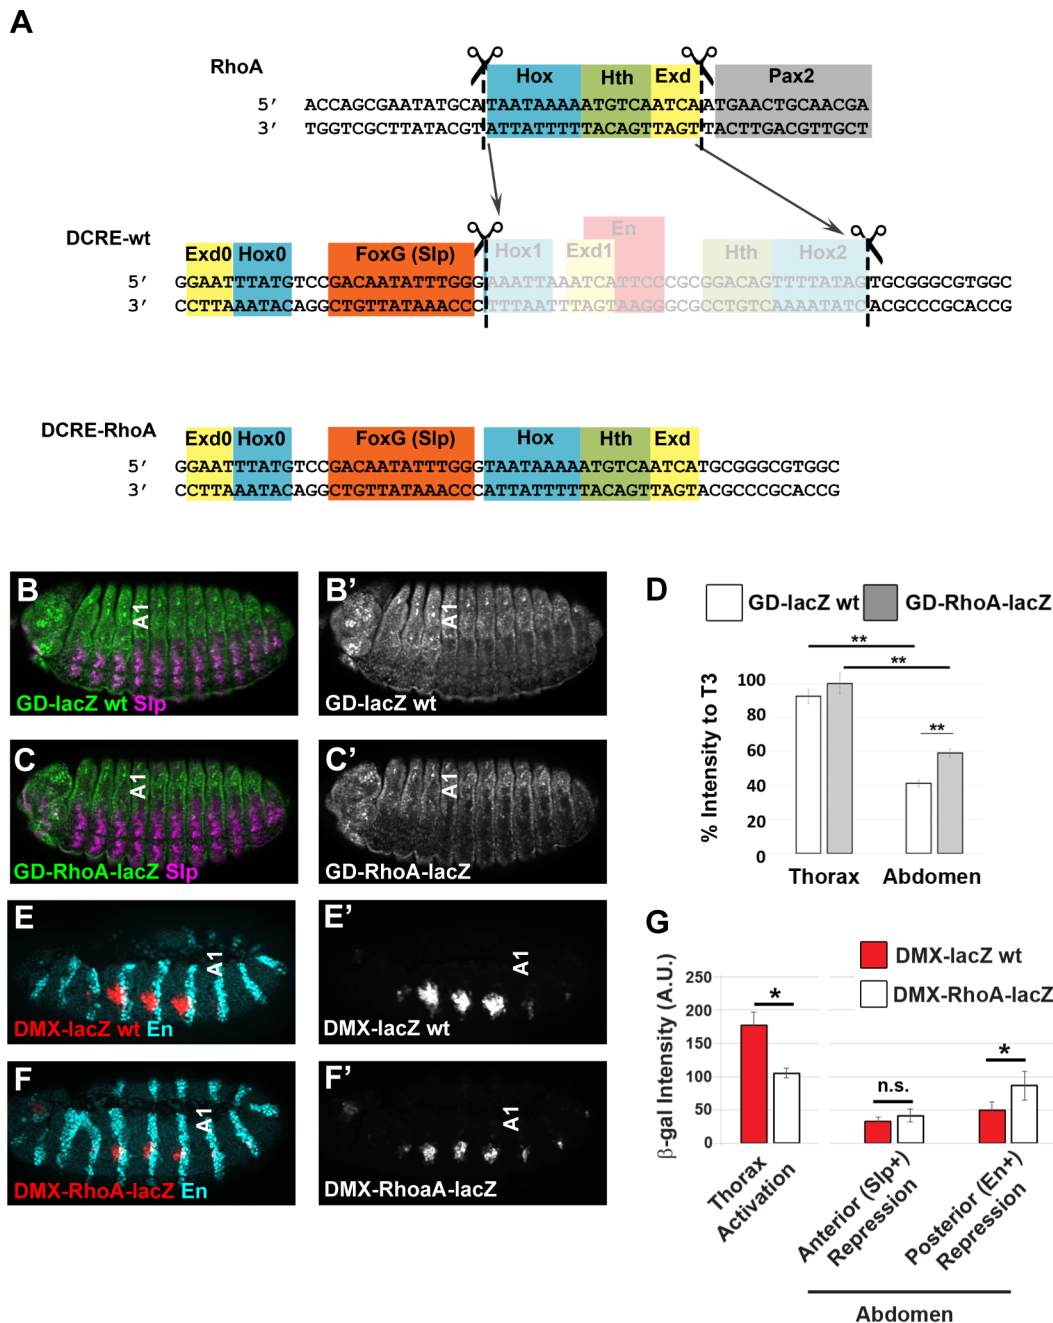 A
RhoA
Hox Hth Exd Pax2
5′ ACCAGCGAATATGCATAATAAAAATGTCAATCAATGAACTGCAACGA
3′ TGGTCGCTTATACGTATTATTTTTACAGTTAGTTACTTGACGTTGCT
DCRE-wt
En
Exd0 Hox0 FoxG (Slp) Hox1 Exd1 Hth Hox2
5′ GGAATTTATGTCCGACAATATTTGGGAAATTAAATCATTCCCGCGGACAGTTTTATAGTGCGGGCGTGGC
3′ CCTTAAATACAGGCTGTTATAAACCCTTTAATTTAGTAAGGGCGCCTGTCAAAATATCACGCCCGCACCG
DCRE-RhoA
Exd0 Hox0 FoxG (Slp) Hox Hth Exd
5′ GGAATTTATGTCCGACAATATTTGGGTAATAAAAATGTCAATCATGCGGGCGTGGC
3′ CCTTAAATACAGGCTGTTATAAACCCATTATTTTTACAGTTAGTACGCCCGCACCG
B
A1
GD-lacZ wt Slp
B’
A1
GD-lacZ wt
C
A1
GD-RhoA-lacZ Slp
C’
A1
GD-RhoA-lacZ
D
GD-lacZ wt GD-RhoA-lacZ
**
**
**
% Intensity to T3
100
80
60
40
20
0
Thorax Abdomen
E
A1
DMX-lacZ wt En
E’
A1
DMX-lacZ wt
F
A1
DMX-RhoA-lacZ En
F’
A1
DMX-RhoaA-lacZ
G
DMX-lacZ wt
DMX-RhoA-lacZ
β-gal Intensity (A.U.)
250
200
150
100
50
0
*
n.s.
*
Thorax
Activation
Anterior (Slp+)
Repression
Posterior (En+)
Repression
Abdomen